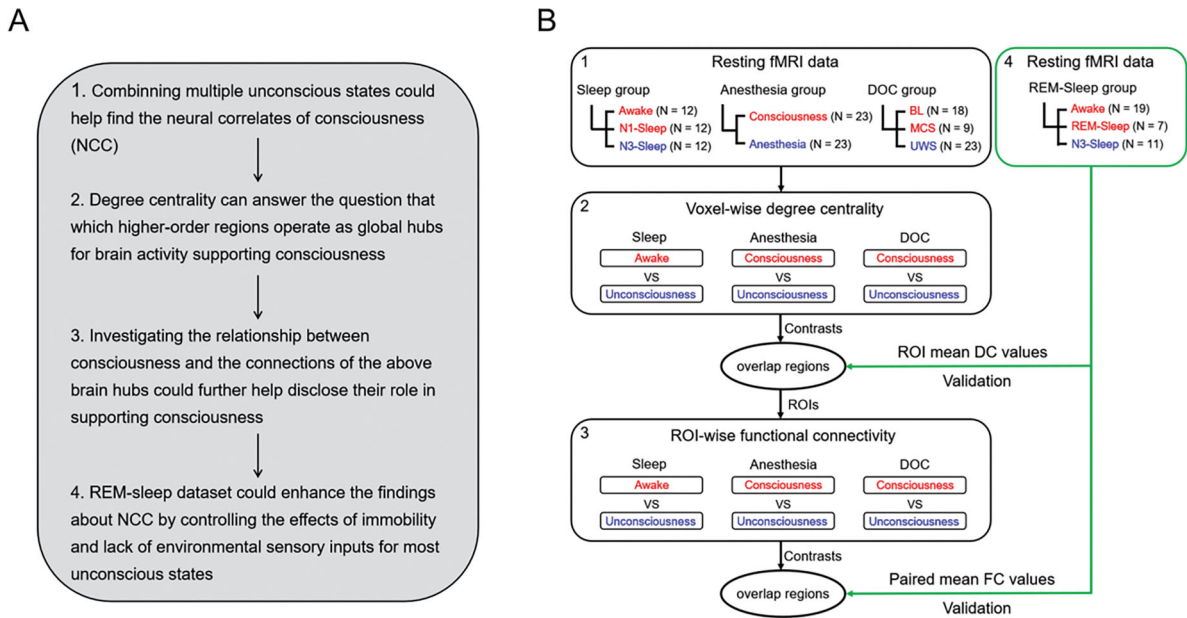 A
1. Combinning multiple unconscious states could
help find the neural correlates of consciousness
(NCC)
2. Degree centrality can answer the question that
which higher-order regions operate as global hubs
for brain activity supporting consciousness
3. Investigating the relationship between
consciousness and the connections of the above
brain hubs could further help disclose their role in
supporting consciousness
4. REM-sleep dataset could enhance the findings
about NCC by controlling the effects of immobility
and lack of environmental sensory inputs for most
unconscious states
B
1 Resting fMRI data
Sleep group
Awake (N = 12)
N1-Sleep (N = 12)
N3-Sleep (N = 12)
Anesthesia group
Consciousness (N = 23)
Anesthesia (N = 23)
DOC group
BL (N = 18)
MCS (N = 9)
UWS (N = 23)
4 Resting fMRI data
REM-Sleep group
Awake (N = 19)
REM-Sleep (N = 7)
N3-Sleep (N = 11)
2 Voxel-wise degree centrality
Sleep Anesthesia DOC
Awake Consciousness Consciousness
VS VS VS
Unconsciousness Unconsciousness Unconsciousness
Contrasts
overlap regions
ROI mean DC values
Validation
ROIs
3 ROI-wise functional connectivity
Sleep Anesthesia DOC
Awake Consciousness Consciousness
VS VS VS
Unconsciousness Unconsciousness Unconsciousness
Contrasts
overlap regions
Paired mean FC values
Validation